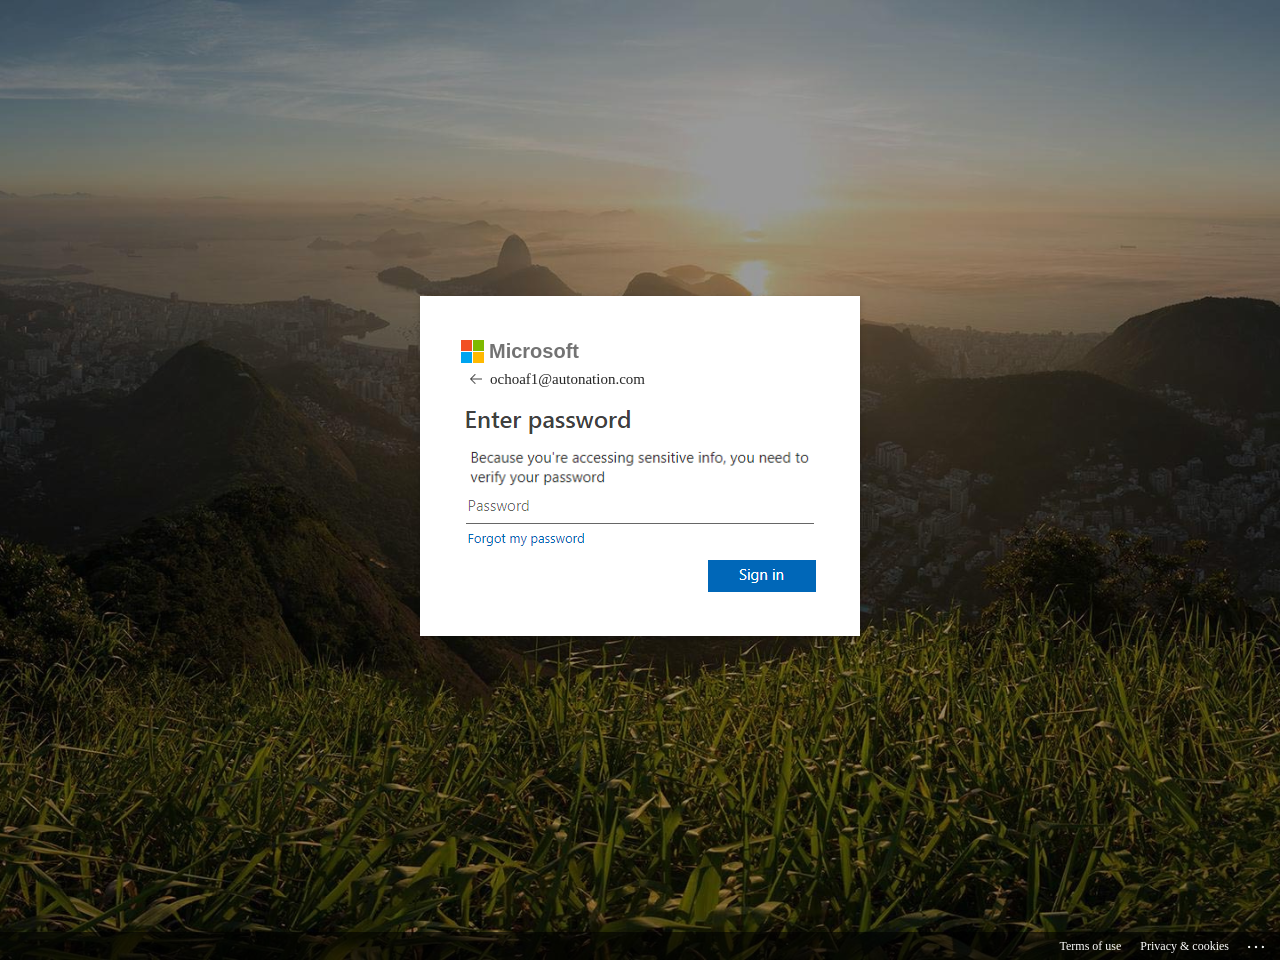 Microsoft
ochoaf1@autonation.com
Enter password
Because you're accessing sensitive info, you need to
verify your password
Password
Forgot my password
Sign in
Terms of use Privacy & cookies ...